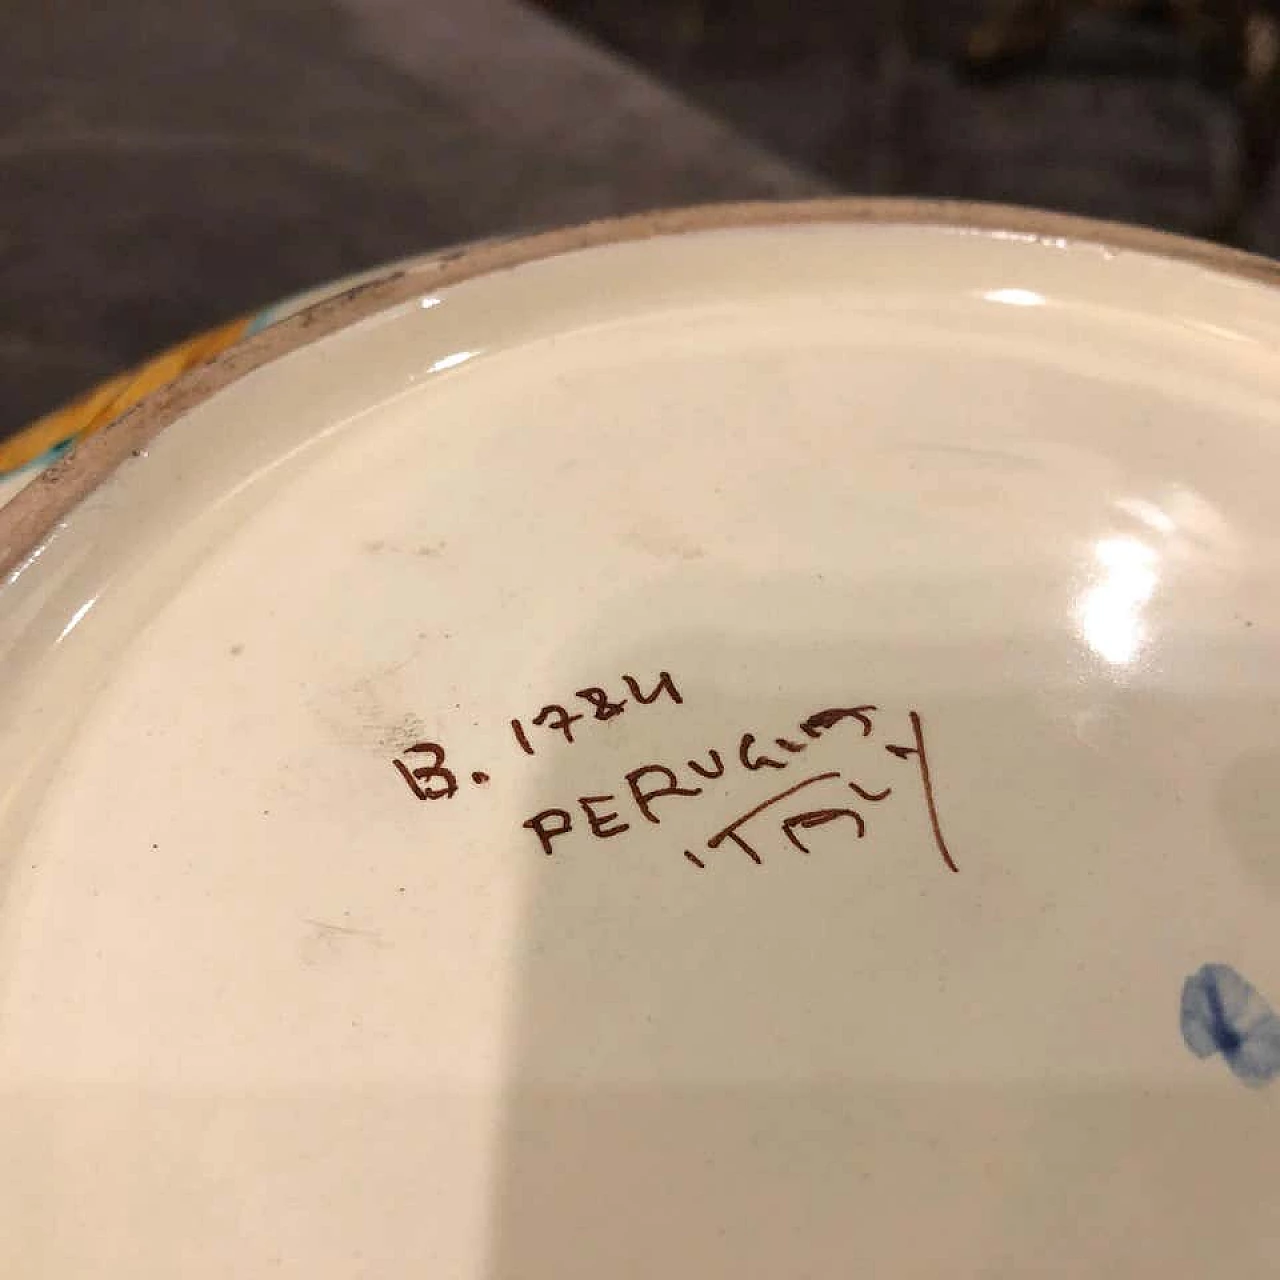 B. 1784
PERUGIA
ITALY